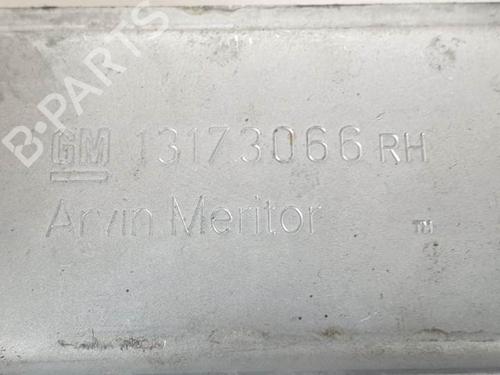 B-PARTS
GM 13173066 RH
Arvin Meritor TM